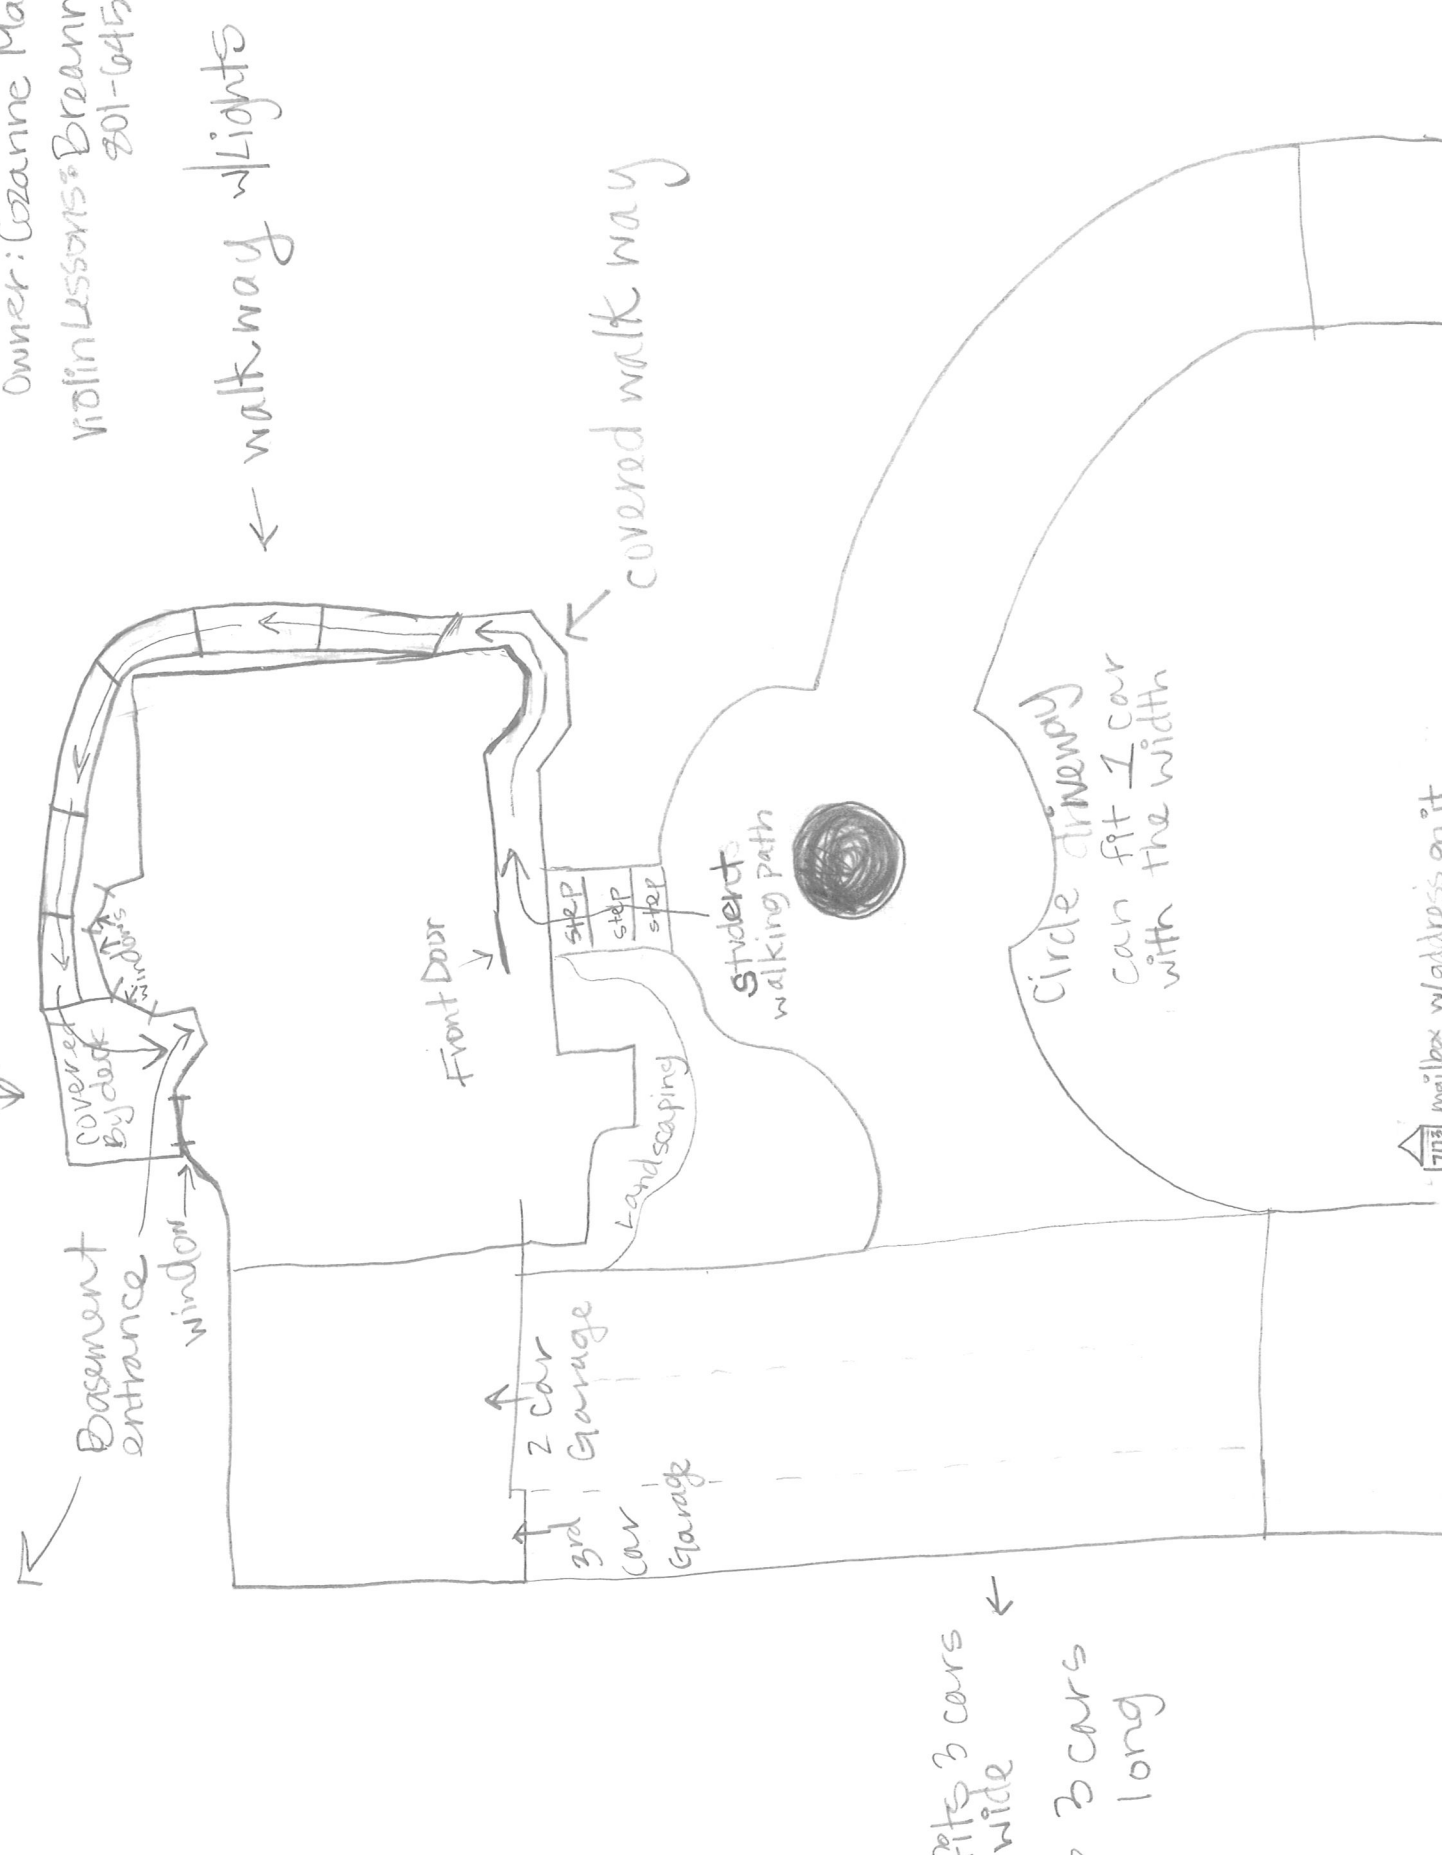 Owner: Cozanne Ma
Violin Lessons: Breann
801-645
walkway w/Lights
covered walk way
windows
covered
By deck
Basement
entrance
window
Front Door
step
step
step
Student
walking path
Landscaping
Circle driveway
can fit 1 car
with the width
2 car
Garage
3rd
car
Garage
fits 3 cars
wide
3 cars
long
mailbox w/address on it